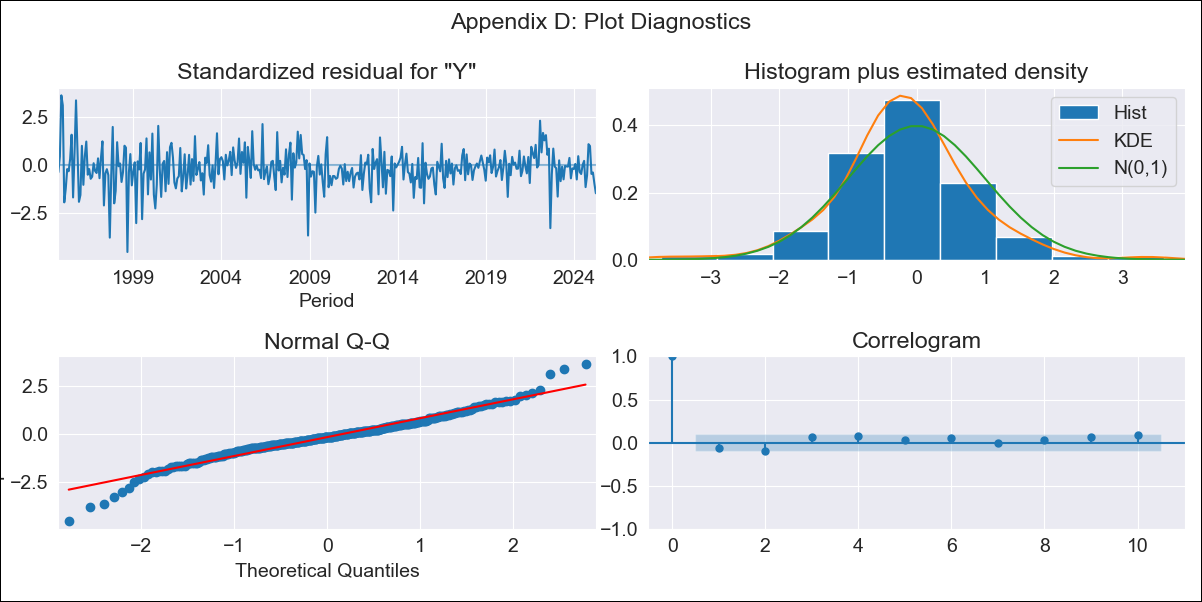 Appendix D: Plot Diagnostics
Standardized residual for "Y"
2.5
0.0
−2.5
1999 2004 2009 2014 2019 2024
Period
Histogram plus estimated density
0.4
0.2
0.0
−3 −2 −1 0 1 2 3
Hist
KDE
N(0,1)
Normal Q-Q
2.5
0.0
−2.5
−2 −1 0 1 2
Theoretical Quantiles
Correlogram
1.0
0.5
0.0
−0.5
−1.0
0 2 4 6 8 10